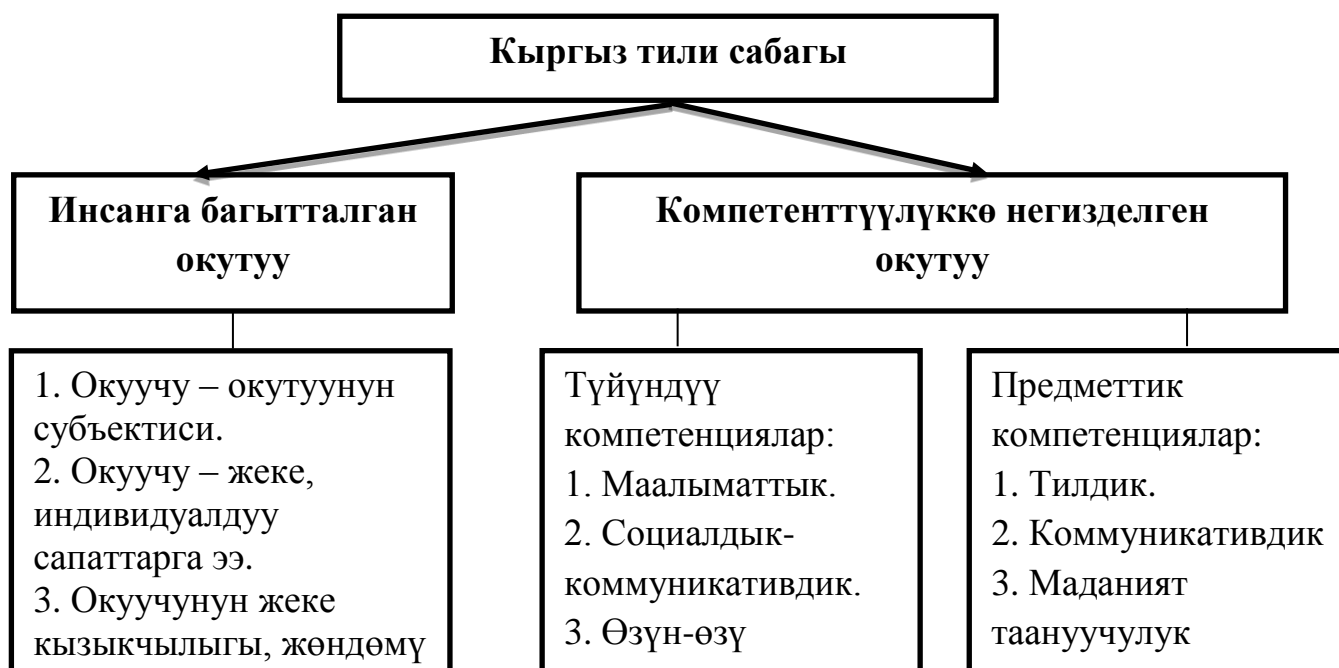 Кыргыз тили сабагы
Инсанга багытталган
окутуу
Компетенттүүлүккө негизделген
окутуу
1. Окуучу – окутуунун
субъектиси.
2. Окуучу – жеке,
индивидуалдуу
сапаттарга ээ.
3. Окуучунун жеке
кызыкчылыгы, жөндөмү
Түйүндүү
компетенциялар:
1. Маалыматтык.
2. Социалдык-
коммуникативдик.
3. Өзүн-өзү
Предметтик
компетенциялар:
1. Тилдик.
2. Коммуникативдик
3. Маданият
таануучулук